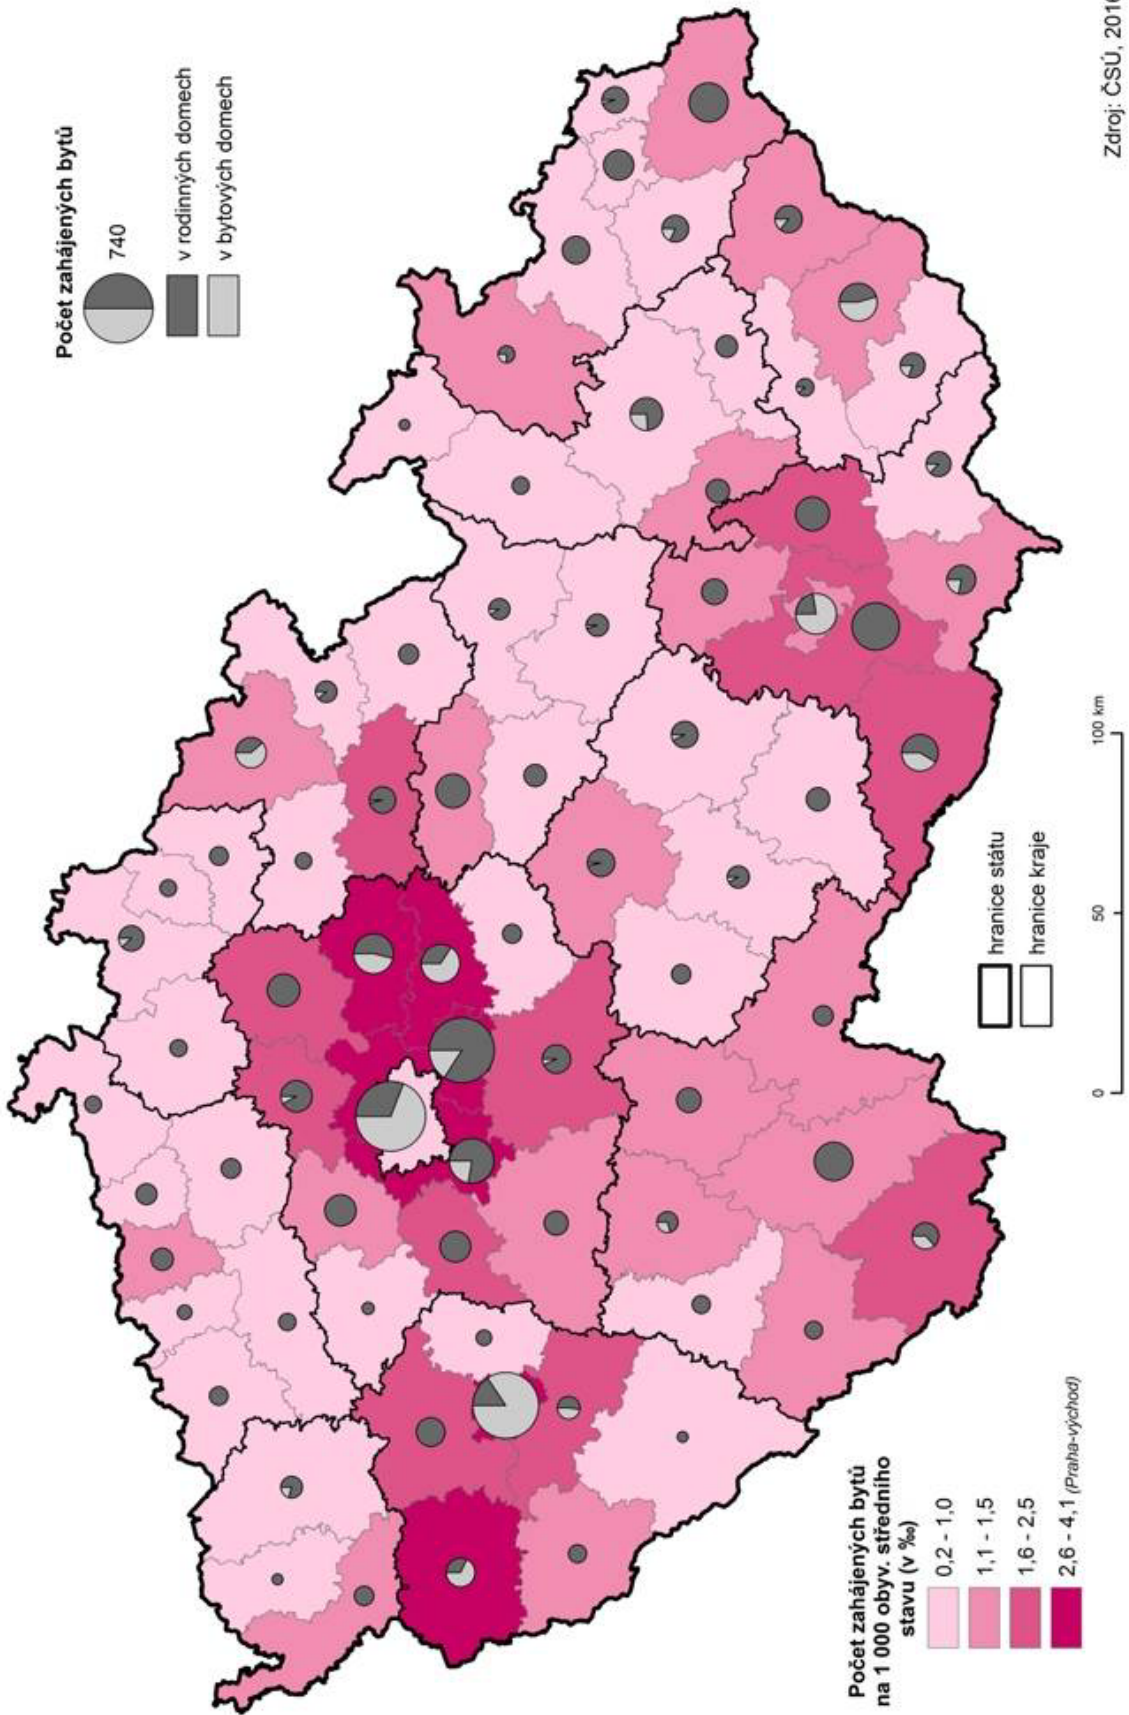 Počet zahájených bytů
740
v rodinných domech
v bytových domech
Počet zahájených bytů
na 1 000 obyv. středního
stavu (v ‰)
0,2 - 1,0
1,1 - 1,5
1,6 - 2,5
2,6 - 4,1 (Praha-východ)
hranice státu
hranice kraje
0 50 100 km
Zdroj: ČSÚ, 2016